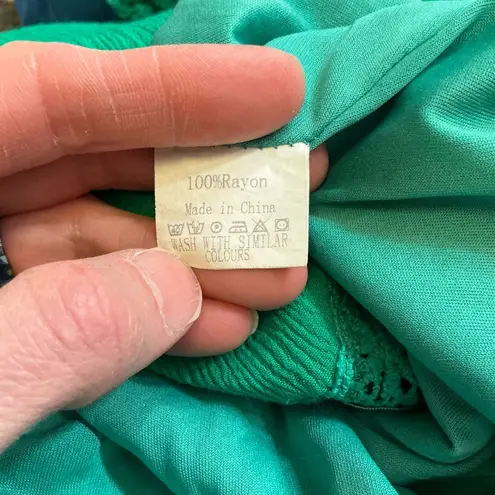 100%Rayon
Made in China
WASH WITH SIMILAR
COLOURS